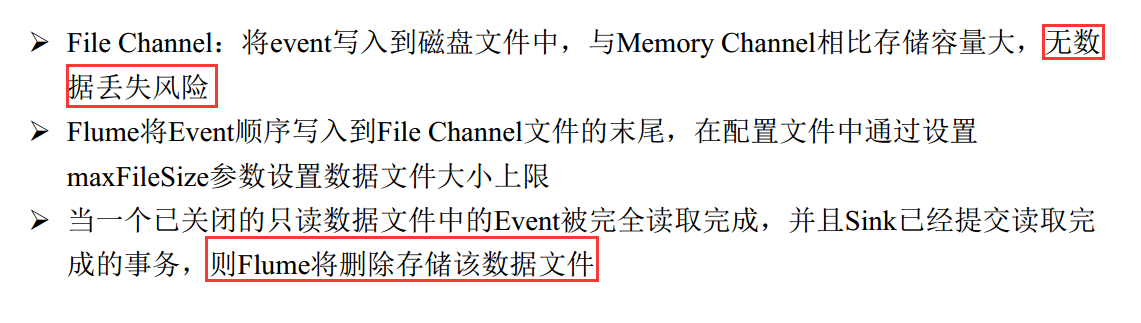 ➢ File Channel：将event写入到磁盘文件中，与Memory Channel相比存储容量大，无数
据丢失风险
➢ Flume将Event顺序写入到File Channel文件的末尾，在配置文件中通过设置
maxFileSize参数设置数据文件大小上限
➢ 当一个已关闭的只读数据文件中的Event被完全读取完成，并且Sink已经提交读取完
成的事务，则Flume将删除存储该数据文件